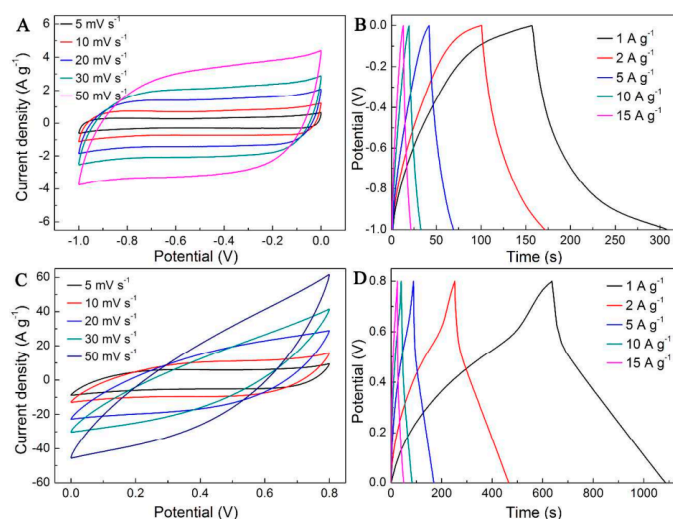 A
5 mV s⁻¹
10 mV s⁻¹
20 mV s⁻¹
30 mV s⁻¹
50 mV s⁻¹
Current density (A g⁻¹)
6
4
2
0
-2
-4
-6
-1.0
-0.8
-0.6
-0.4
-0.2
0.0
Potential (V)
B
1 A g⁻¹
2 A g⁻¹
5 A g⁻¹
10 A g⁻¹
15 A g⁻¹
Potential (V)
0.0
-0.2
-0.4
-0.6
-0.8
-1.0
0
50
100
150
200
250
300
Time (s)
C
5 mV s⁻¹
10 mV s⁻¹
20 mV s⁻¹
30 mV s⁻¹
50 mV s⁻¹
Current density (A g⁻¹)
60
40
20
0
-20
-40
-60
0.0
0.2
0.4
0.6
0.8
Potential (V)
D
1 A g⁻¹
2 A g⁻¹
5 A g⁻¹
10 A g⁻¹
15 A g⁻¹
Potential (V)
0.8
0.6
0.4
0.2
0.8
0
200
400
600
800
1000
Time (s)